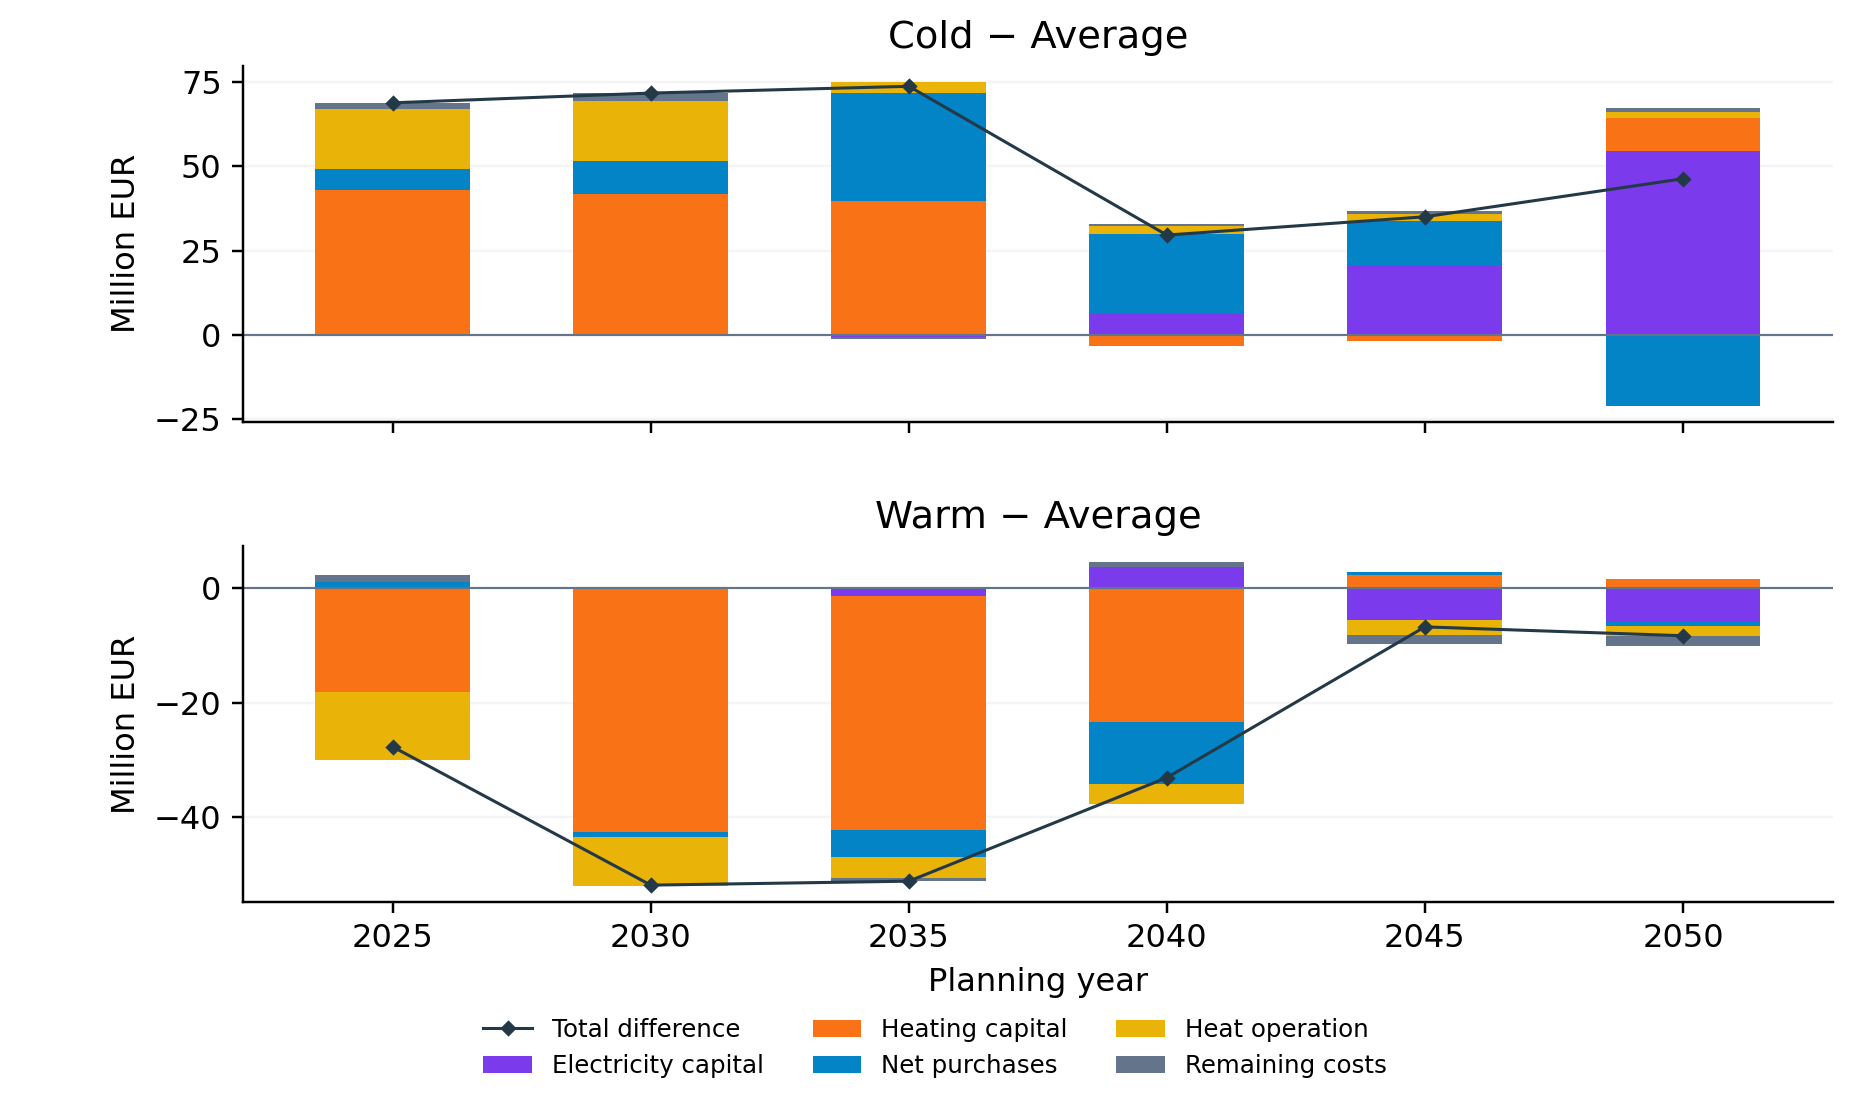 Cold − Average
75
50
25
0
−25
Million EUR
Warm − Average
0
−20
−40
Million EUR
2025 2030 2035 2040 2045 2050
Planning year
Total difference Heating capital Heat operation
Electricity capital Net purchases Remaining costs